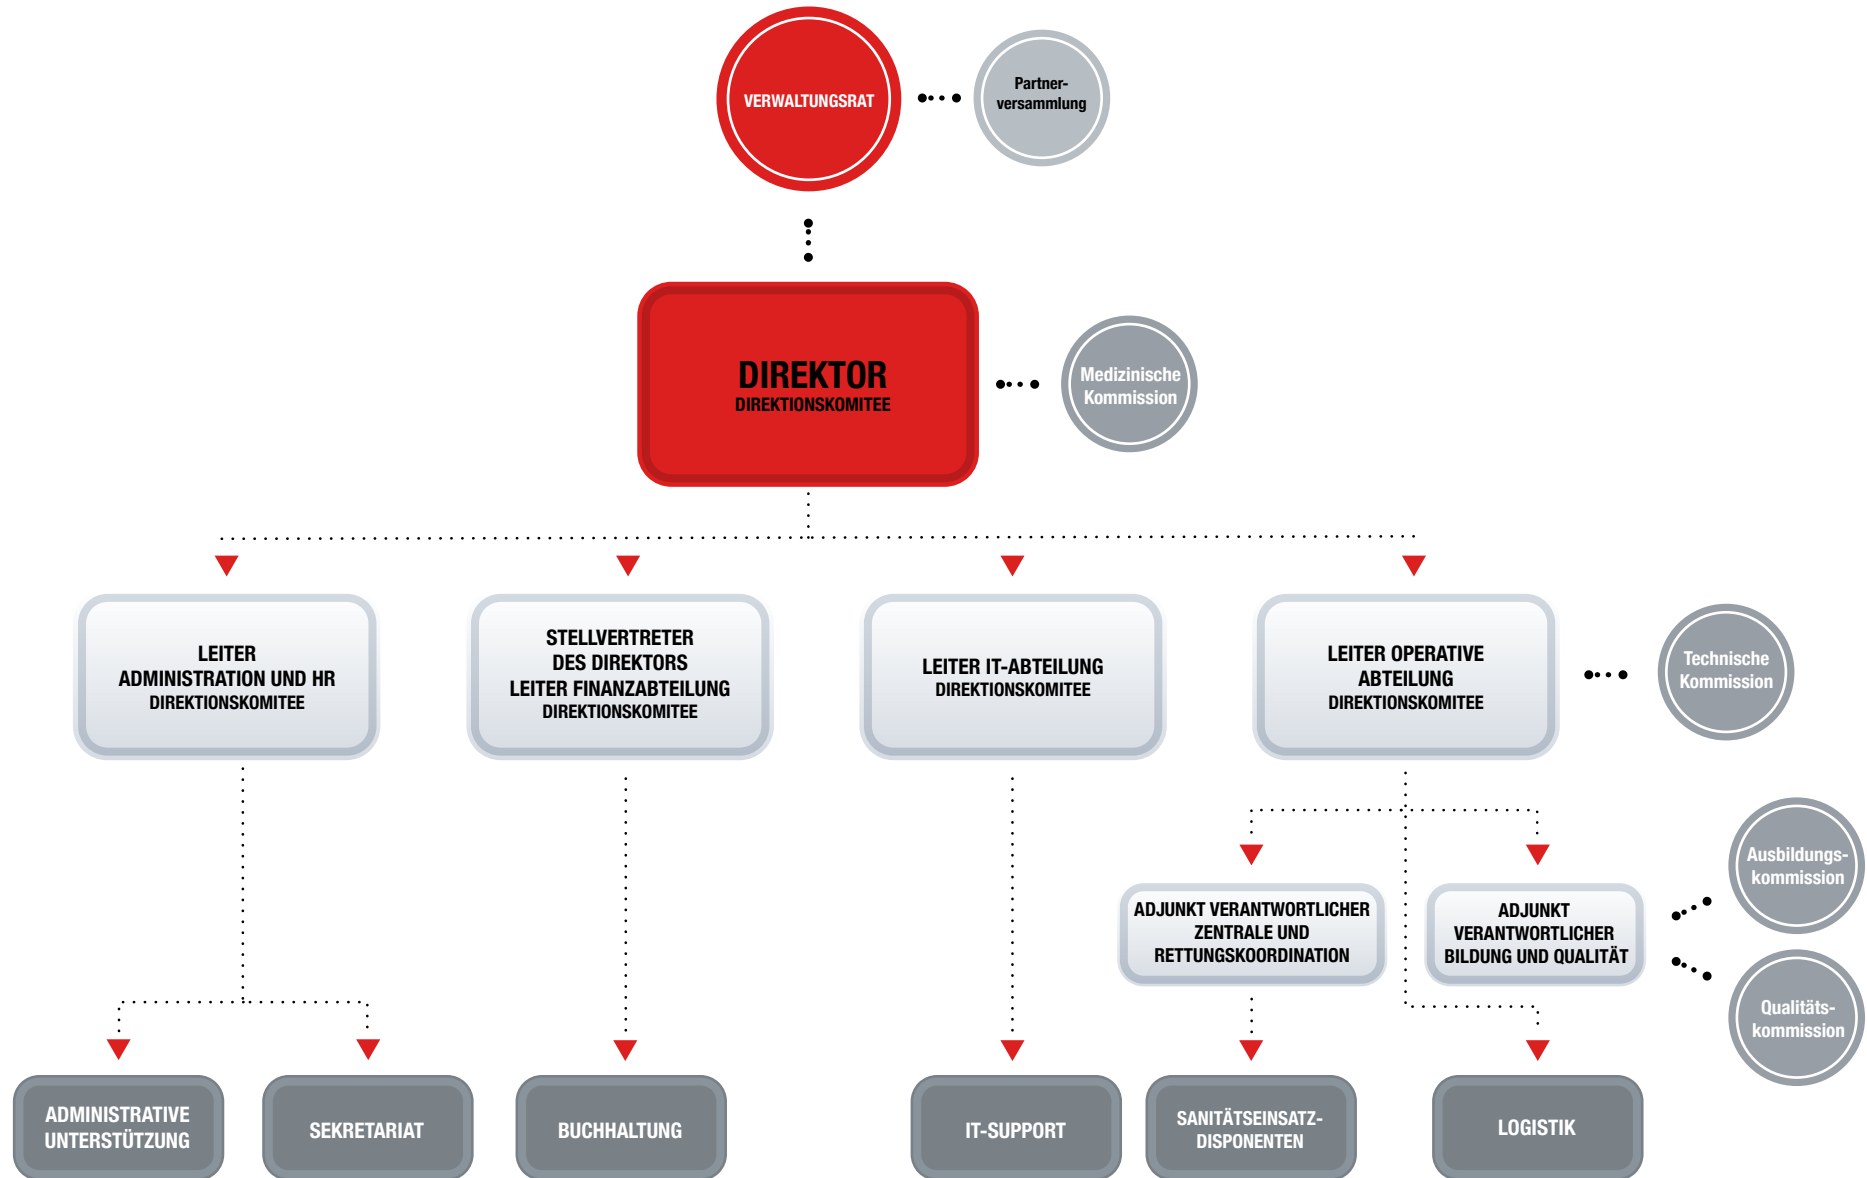 VERWALTUNGSRAT
Partner-
versammlung
DIREKTOR
DIREKTIONSKOMITEE
Medizinische
Kommission
LEITER
ADMINISTRATION UND HR
DIREKTIONSKOMITEE
STELLVERTRETER
DES DIREKTORS
LEITER FINANZABTEILUNG
DIREKTIONSKOMITEE
LEITER IT-ABTEILUNG
DIREKTIONSKOMITEE
LEITER OPERATIVE
ABTEILUNG
DIREKTIONSKOMITEE
Technische
Kommission
ADJUNKT VERANTWORTLICHER
ZENTRALE UND
RETTUNGSKOORDINATION
ADJUNKT
VERANTWORTLICHER
BILDUNG UND QUALITÄT
Ausbildungs-
kommission
Qualitäts-
kommission
ADMINISTRATIVE
UNTERSTÜTZUNG
SEKRETARIAT
BUCHHALTUNG
IT-SUPPORT
SANITÄTSEINSATZ-
DISPONENTEN
LOGISTIK